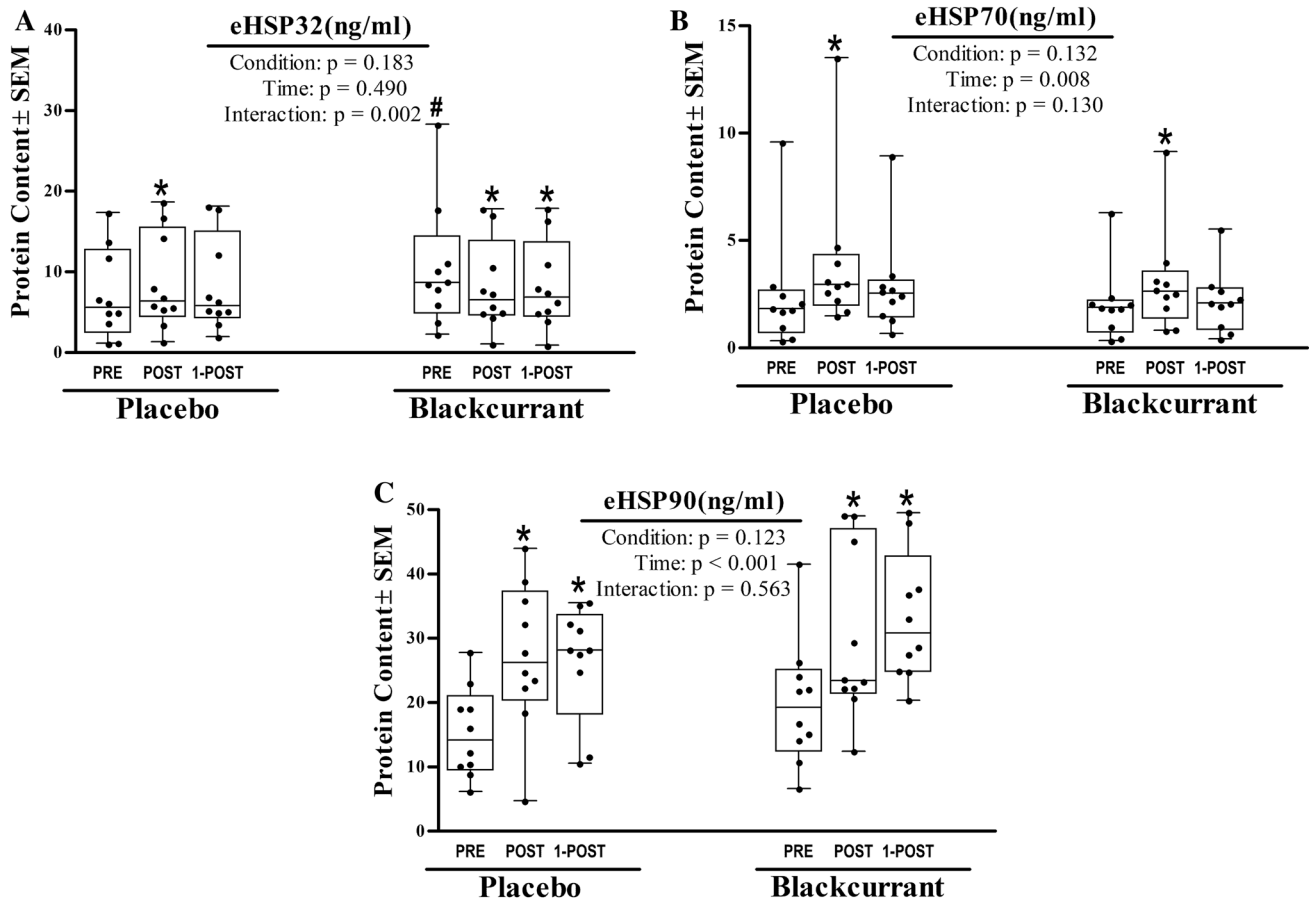 A
eHSP32(ng/ml)
Condition: p = 0.183
Time: p = 0.490
Interaction: p = 0.002
Protein Content± SEM
40
30
20
10
0
*
#
*
*
PRE POST 1-POST PRE POST 1-POST
Placebo Blackcurrant
B
eHSP70(ng/ml)
Condition: p = 0.132
Time: p = 0.008
Interaction: p = 0.130
Protein Content± SEM
15
10
5
0
*
*
PRE POST 1-POST PRE POST 1-POST
Placebo Blackcurrant
C
eHSP90(ng/ml)
Condition: p = 0.123
Time: p < 0.001
Interaction: p = 0.563
Protein Content± SEM
50
40
30
20
10
0
*
*
*
*
PRE POST 1-POST PRE POST 1-POST
Placebo Blackcurrant